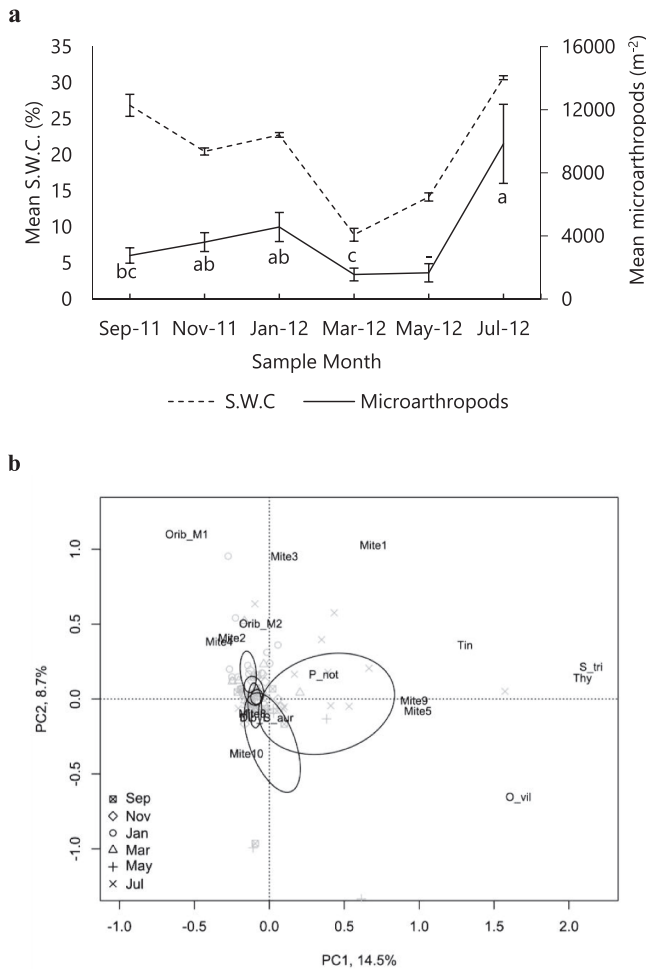 a
35
30
25
20
15
10
5
0
Mean S.W.C. (%)
16000
12000
8000
4000
0
Mean microarthropods (m-2)
bc
ab
ab
c
a
Sep-11 Nov-11 Jan-12 Mar-12 May-12 Jul-12
Sample Month
S.W.C Microarthropods
b
Orib_M1
Mite3
Mite1
Orib_M2
Mite2
Mite4
Tin
P_not
S_tri
Thy
Mite9
Mite5
S_aur
Mite10
O_vil
1.0
0.5
0.0
-0.5
-1.0
PC2, 8.7%
Sep
Nov
Jan
Mar
May
Jul
-1.0 -0.5 0.0 0.5 1.0 1.5 2.0
PC1, 14.5%